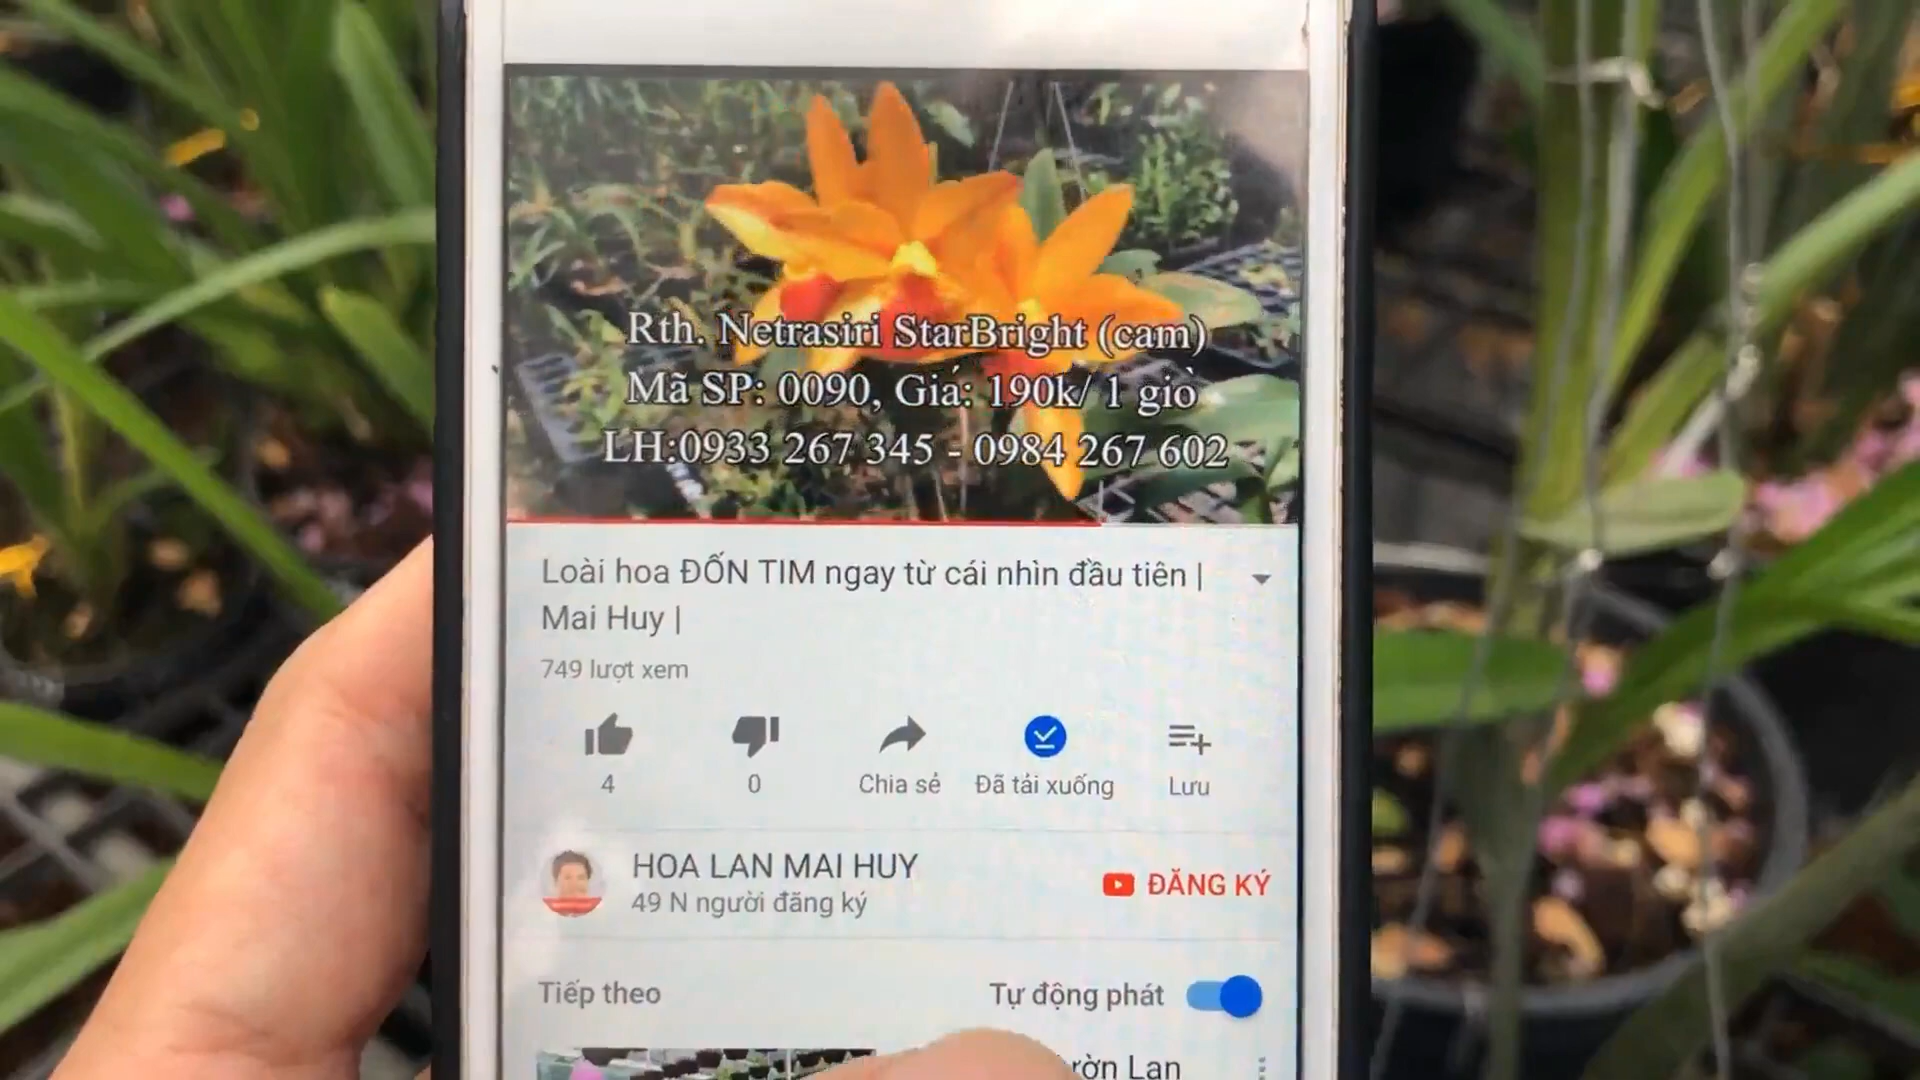 Rth. Netrasiri StarBright (cam)
Mã SP: 0090, Giá: 190k/ 1 giò
LH:0933 267 345 - 0984 267 602
Loài hoa ĐỐN TIM ngay từ cái nhìn đầu tiên |
Mai Huy |
749 lượt xem
4
0
Chia sẻ
Đã tải xuống
Lưu
HOA LAN MAI HUY
49 N người đăng ký
ĐĂNG KÝ
Tiếp theo
Tự động phát
Lan